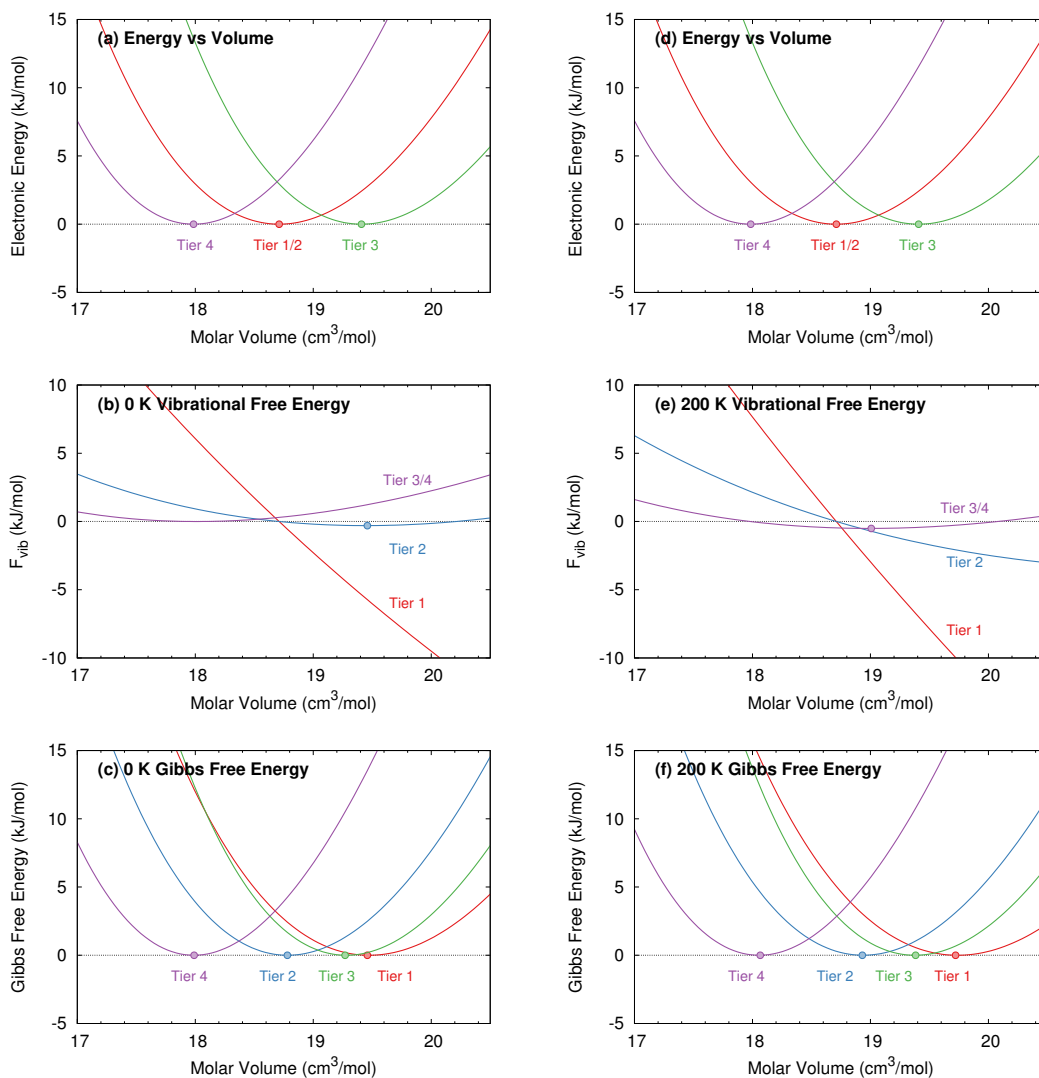 15
10
5
0
-5
17
18
19
20
Electronic Energy (kJ/mol)
Molar Volume (cm³/mol)
(a) Energy vs Volume
Tier 4
Tier 1/2
Tier 3
15
10
5
0
-5
17
18
19
20
Electronic Energy (kJ/mol)
Molar Volume (cm³/mol)
(d) Energy vs Volume
Tier 4
Tier 1/2
Tier 3
10
5
0
-5
-10
17
18
19
20
F_vib (kJ/mol)
Molar Volume (cm³/mol)
(b) 0 K Vibrational Free Energy
Tier 3/4
Tier 2
Tier 1
10
5
0
-5
-10
17
18
19
20
F_vib (kJ/mol)
Molar Volume (cm³/mol)
(e) 200 K Vibrational Free Energy
Tier 3/4
Tier 2
Tier 1
15
10
5
0
-5
17
18
19
20
Gibbs Free Energy (kJ/mol)
Molar Volume (cm³/mol)
(c) 0 K Gibbs Free Energy
Tier 4
Tier 2
Tier 3
Tier 1
15
10
5
0
-5
17
18
19
20
Gibbs Free Energy (kJ/mol)
Molar Volume (cm³/mol)
(f) 200 K Gibbs Free Energy
Tier 4
Tier 2
Tier 3
Tier 1